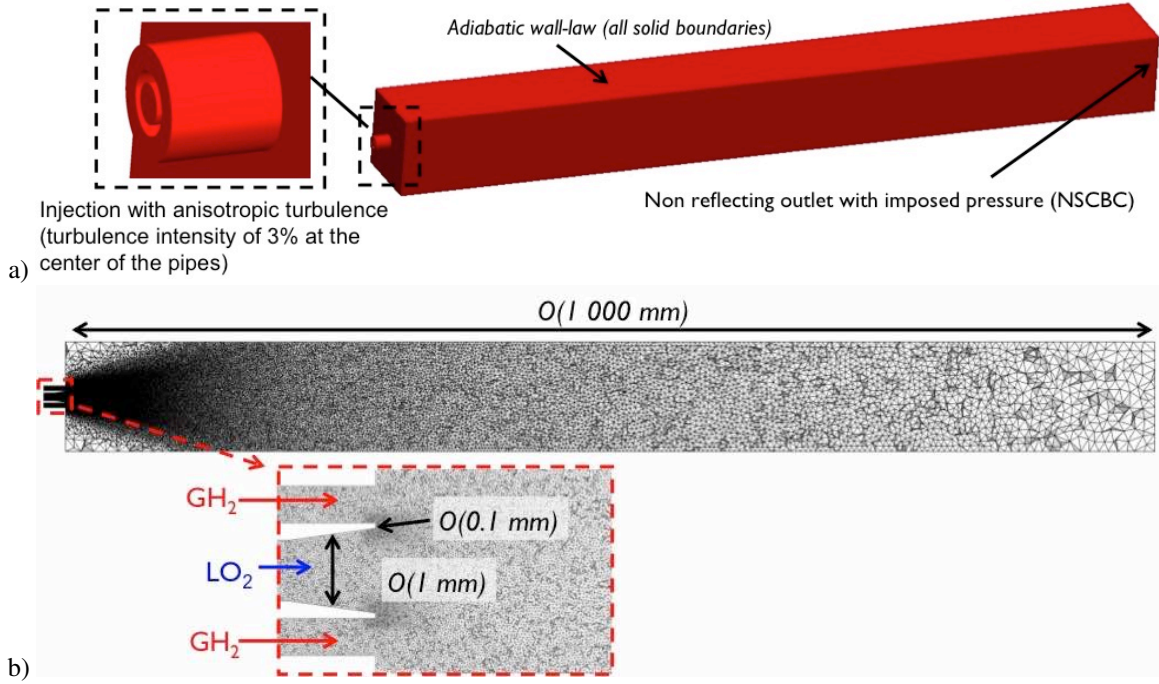 Adiabatic wall-law (all solid boundaries)
Non reflecting outlet with imposed pressure (NSCBC)
Injection with anisotropic turbulence
(turbulence intensity of 3% at the
center of the pipes)
a)
O(1 000 mm)
GH₂
O(0.1 mm)
LO₂
O(1 mm)
GH₂
b)